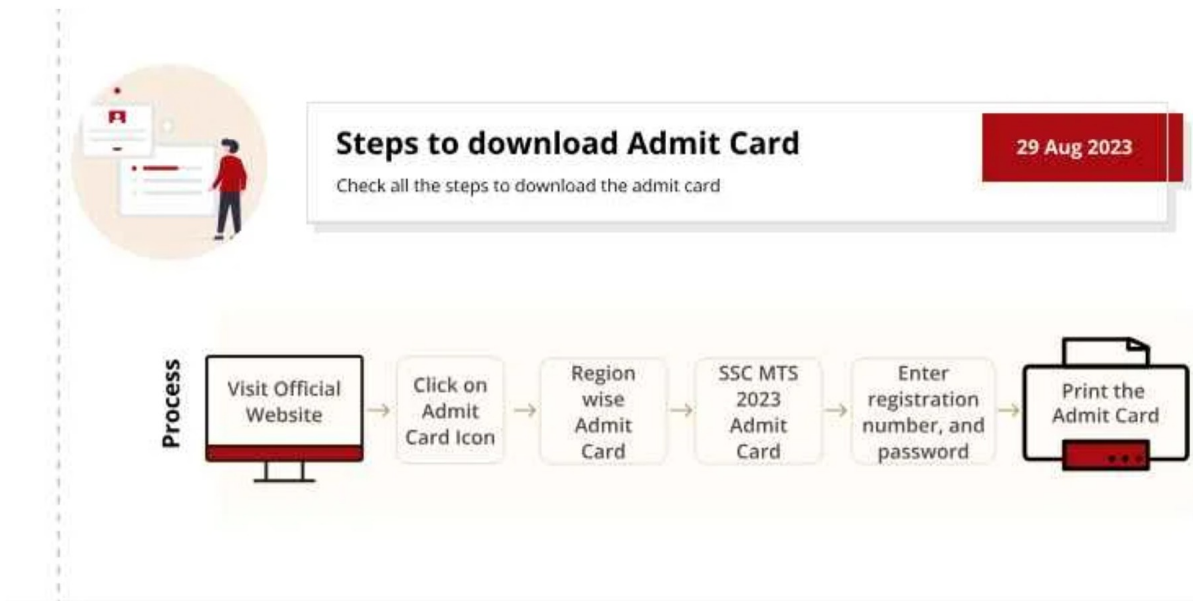 Steps to download Admit Card
29 Aug 2023
Check all the steps to download the admit card
Process
Visit Official
Website
Click on
Admit
Card Icon
Region
wise
Admit
Card
SSC MTS
2023
Admit
Card
Enter
registration
number, and
password
Print the
Admit Card